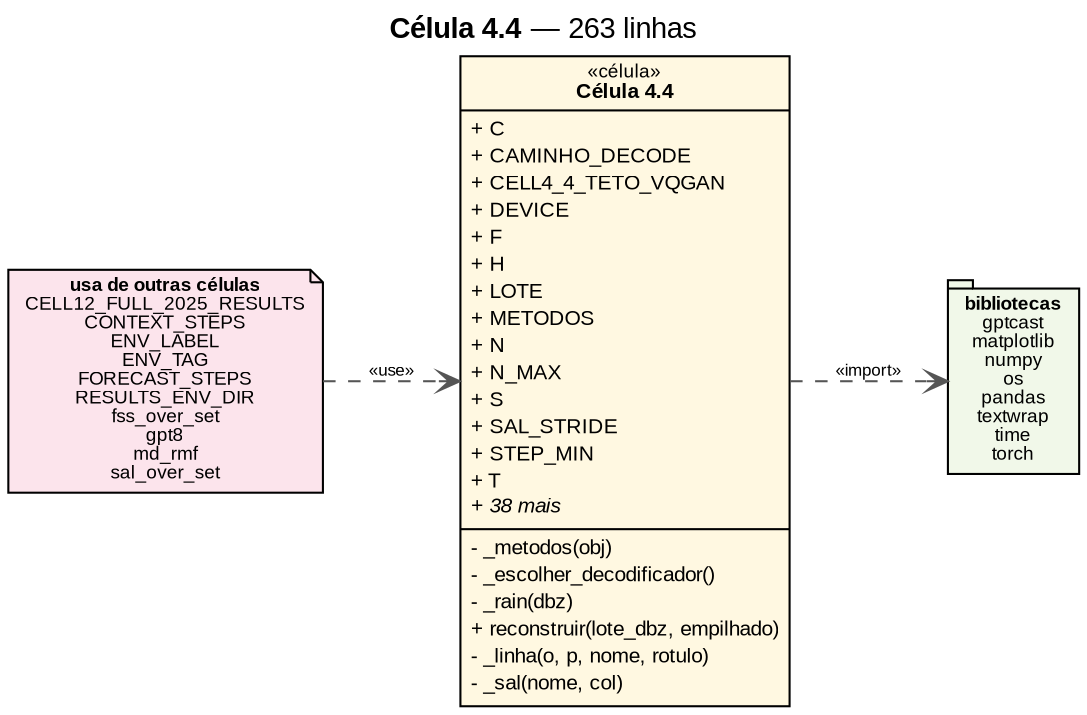 Célula 4.4 — 263 linhas
«célula»
Célula 4.4
+ C
+ CAMINHO_DECODE
+ CELL4_4_TETO_VQGAN
+ DEVICE
+ F
+ H
+ LOTE
+ METODOS
+ N
+ N_MAX
+ S
+ SAL_STRIDE
+ STEP_MIN
+ T
+ 38 mais
- _metodos(obj)
- _escolher_decodificador()
- _rain(dbz)
+ reconstruir(lote_dbz, empilhado)
- _linha(o, p, nome, rotulo)
- _sal(nome, col)
usa de outras células
CELL12_FULL_2025_RESULTS
CONTEXT_STEPS
ENV_LABEL
ENV_TAG
FORECAST_STEPS
RESULTS_ENV_DIR
fss_over_set
gpt8
md_rmf
sal_over_set
«use»
«import»
bibliotecas
gptcast
matplotlib
numpy
os
pandas
textwrap
time
torch